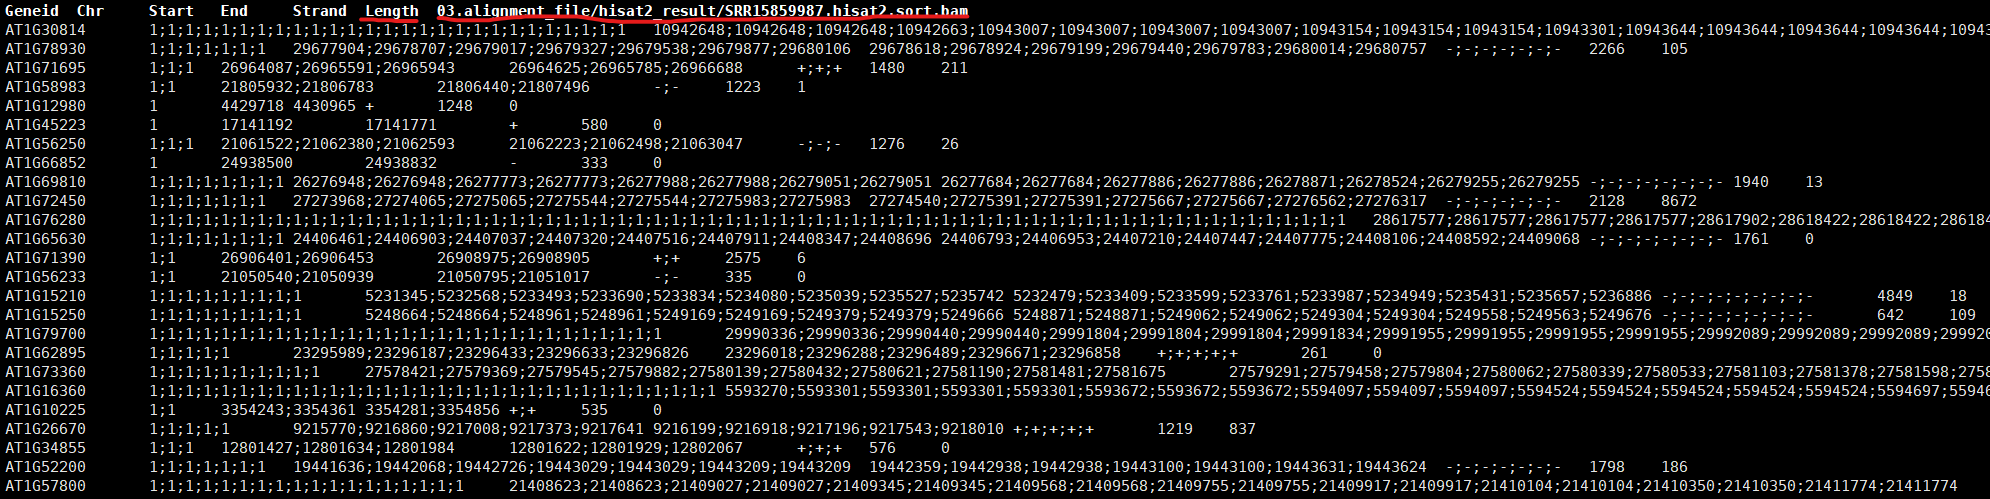 Geneid Chr Start End Strand Length 03.alignment_file/hisat2_result/SRR15859987.hisat2.sort.bam
AT1G30814 1;1;1;1;1;1;1;1;1;1;1;1;1;1;1;1;1;1;1;1;1;1;1;1;1;1;1 10942648;10942648;10942648;10942663;10943007;10943007;10943007;10943007;10943154;10943154;10943154;10943301;10943644;10943644;10943644;10943644;10943
AT1G78930 1;1;1;1;1;1;1 29677904;29678707;29679017;29679327;29679538;29679877;29680106 29678618;29678924;29679199;29679440;29679783;29680014;29680757 -;-;-;-;-;-;- 2266 105
AT1G71695 1;1;1 26964087;26965591;26965943 26964625;26965785;26966688 +;+;+ 1480 211
AT1G58983 1;1 21805932;21806783 21806440;21807496 -;- 1223 1
AT1G12980 1 4429718 4430965 + 1248 0
AT1G45223 1 17141192 17141771 + 580 0
AT1G56250 1;1;1 21061522;21062380;21062593 21062223;21062498;21063047 -;-;- 1276 26
AT1G66852 1 24938500 24938832 - 333 0
AT1G69810 1;1;1;1;1;1;1;1 26276948;26276948;26277773;26277773;26277988;26277988;26279051;26279051 26277684;26277684;26277886;26277886;26278871;26278524;26279255;26279255 -;-;-;-;-;-;-;- 1940 13
AT1G72450 1;1;1;1;1;1;1 27273968;27274065;27275065;27275544;27275544;27275983;27275983 27274540;27275391;27275391;27275667;27275667;27276562;27276317 -;-;-;-;-;-;- 2128 8672
AT1G76280 1;1;1;1;1;1;1;1;1;1;1;1;1;1;1;1;1;1;1;1;1;1;1;1;1;1;1;1;1;1;1;1;1;1;1;1;1;1;1;1;1;1;1;1;1;1;1;1;1;1;1;1;1;1;1;1;1;1;1;1;1;1;1;1;1;1;1 28617577;28617577;28617577;28617577;28617902;28618422;28618422;286184
AT1G65630 1;1;1;1;1;1;1;1 24406461;24406903;24407037;24407320;24407516;24407911;24408347;24408696 24406793;24406953;24407210;24407447;24407775;24408106;24408592;24409068 -;-;-;-;-;-;-;- 1761 0
AT1G71390 1;1 26906401;26906453 26908975;26908905 +;+ 2575 6
AT1G56233 1;1 21050540;21050939 21050795;21051017 -;- 335 0
AT1G15210 1;1;1;1;1;1;1;1;1 5231345;5232568;5233493;5233690;5233834;5234080;5235039;5235527;5235742 5232479;5233409;5233599;5233761;5233987;5234949;5235431;5235657;5236886 -;-;-;-;-;-;-;-;- 4849 18
AT1G15250 1;1;1;1;1;1;1;1;1 5248664;5248664;5248961;5248961;5249169;5249169;5249379;5249379;5249666 5248871;5248871;5249062;5249062;5249304;5249304;5249558;5249563;5249676 -;-;-;-;-;-;-;-;- 642 109
AT1G79700 1;1;1;1;1;1;1;1;1;1;1;1;1;1;1;1;1;1;1;1;1;1;1;1;1;1;1;1;1 29990336;29990336;29990440;29990440;29991804;29991804;29991804;29991834;29991955;29991955;29991955;29991955;29992089;29992089;29992089;299920
AT1G62895 1;1;1;1;1 23295989;23296187;23296433;23296633;23296826 23296018;23296288;23296489;23296671;23296858 +;+;+;+;+ 261 0
AT1G73360 1;1;1;1;1;1;1;1;1;1 27578421;27579369;27579545;27579882;27580139;27580432;27580621;27581190;27581481;27581675 27579291;27579458;27579804;27580062;27580339;27580533;27581103;27581378;27581598;2758
AT1G16360 1;1;1;1;1;1;1;1;1;1;1;1;1;1;1;1;1;1;1;1;1;1;1;1;1;1;1;1;1;1;1;1 5593270;5593301;5593301;5593301;5593301;5593672;5593672;5593672;5594097;5594097;5594097;5594524;5594524;5594524;5594524;5594697;55946
AT1G10225 1;1 3354243;3354361 3354281;3354856 +;+ 535 0
AT1G26670 1;1;1;1;1 9215770;9216860;9217008;9217373;9217641 9216199;9216918;9217196;9217543;9218010 +;+;+;+;+ 1219 837
AT1G34855 1;1;1 12801427;12801634;12801984 12801622;12801929;12802067 +;+;+ 576 0
AT1G52200 1;1;1;1;1;1;1 19441636;19442068;19442726;19443029;19443029;19443209;19443209 19442359;19442938;19442938;19443100;19443100;19443631;19443624 -;-;-;-;-;-;- 1798 186
AT1G57800 1;1;1;1;1;1;1;1;1;1;1;1;1;1;1;1;1;1 21408623;21408623;21409027;21409027;21409345;21409345;21409568;21409568;21409755;21409755;21409917;21409917;21410104;21410104;21410350;21410350;21411774;21411774